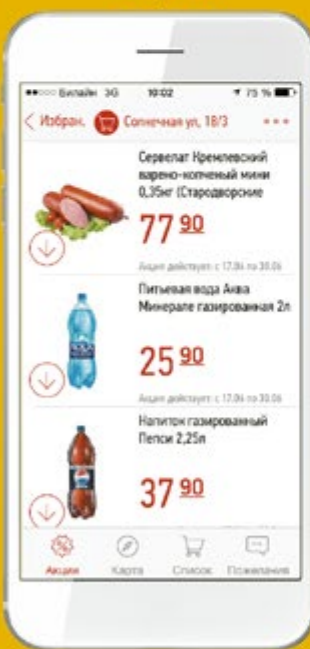 Билайн 3G 10:02 75 %
Избран. Солнечная ул, 18/3
Сервелат Кремлевский
варено-копченый мини
0,35кг (Стародворские
77 90
Акция действует: с 17.06 по 30.06
Питьевая вода Аква
Минерале газированная 2л
25 90
Акция действует: с 17.06 по 30.06
Напиток газированный
Пепси 2,25л
37 90
Акции Карта Список Пожелания